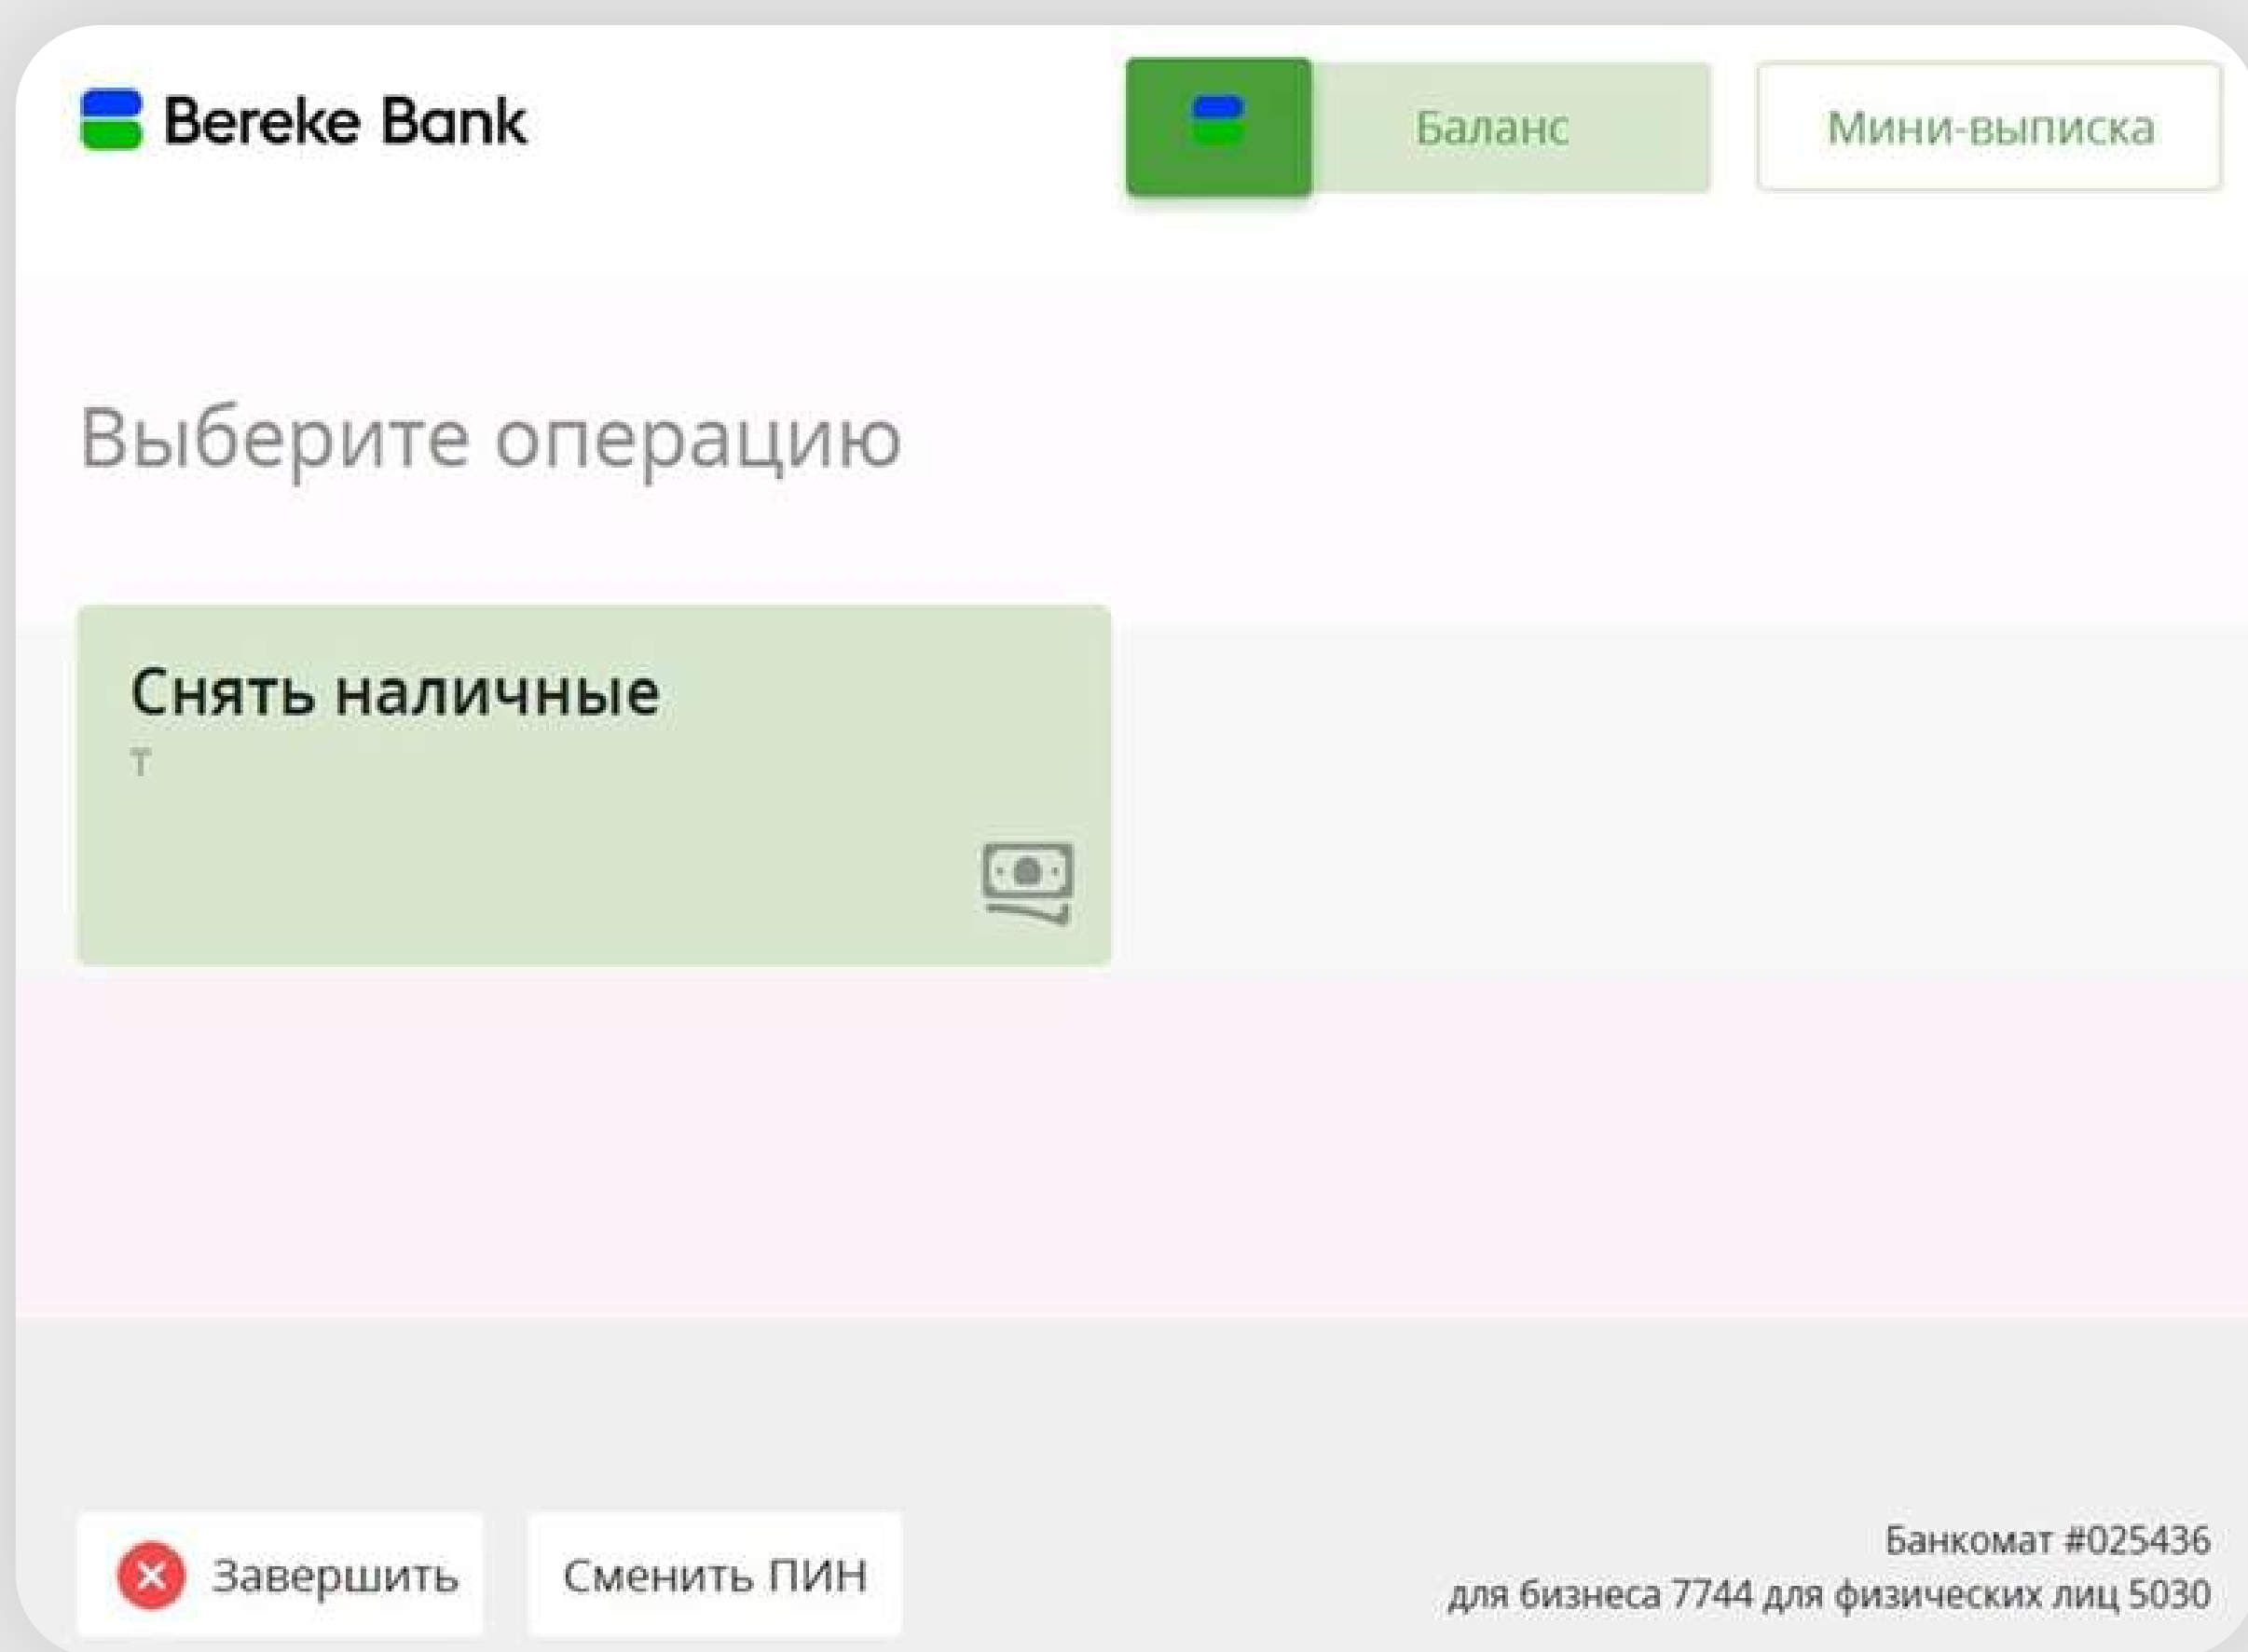 Bereke Bank
Баланс
Мини-выписка
Выберите операцию
Снять наличные
₸
Завершить
Сменить ПИН
Банкомат #025436
для бизнеса 7744 для физических лиц 5030